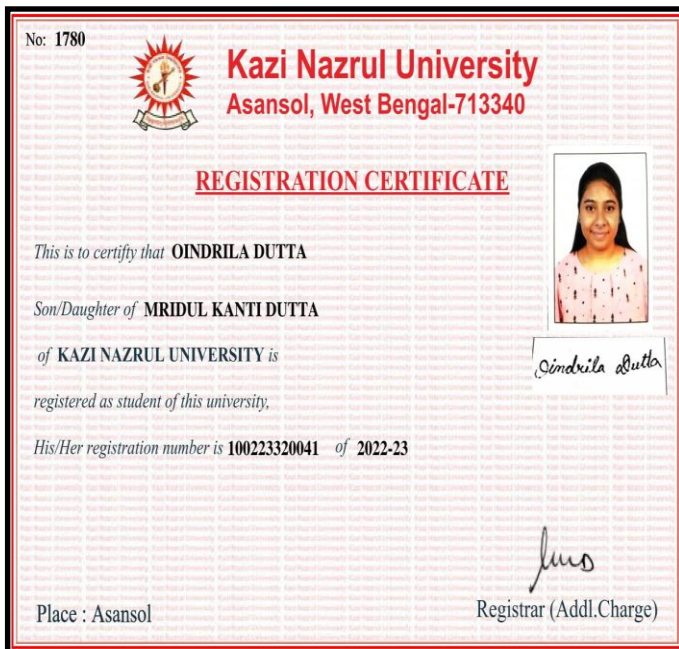 No: 1780
Kazi Nazrul University
Asansol, West Bengal-713340
REGISTRATION CERTIFICATE
This is to certify that OINDRILA DUTTA
Son/Daughter of MRIDUL KANTI DUTTA
of KAZI NAZRUL UNIVERSITY is
Oindrila Dutta
registered as student of this university,
His/Her registration number is 100223320041 of 2022-23
Place : Asansol
Registrar (Addl.Charge)